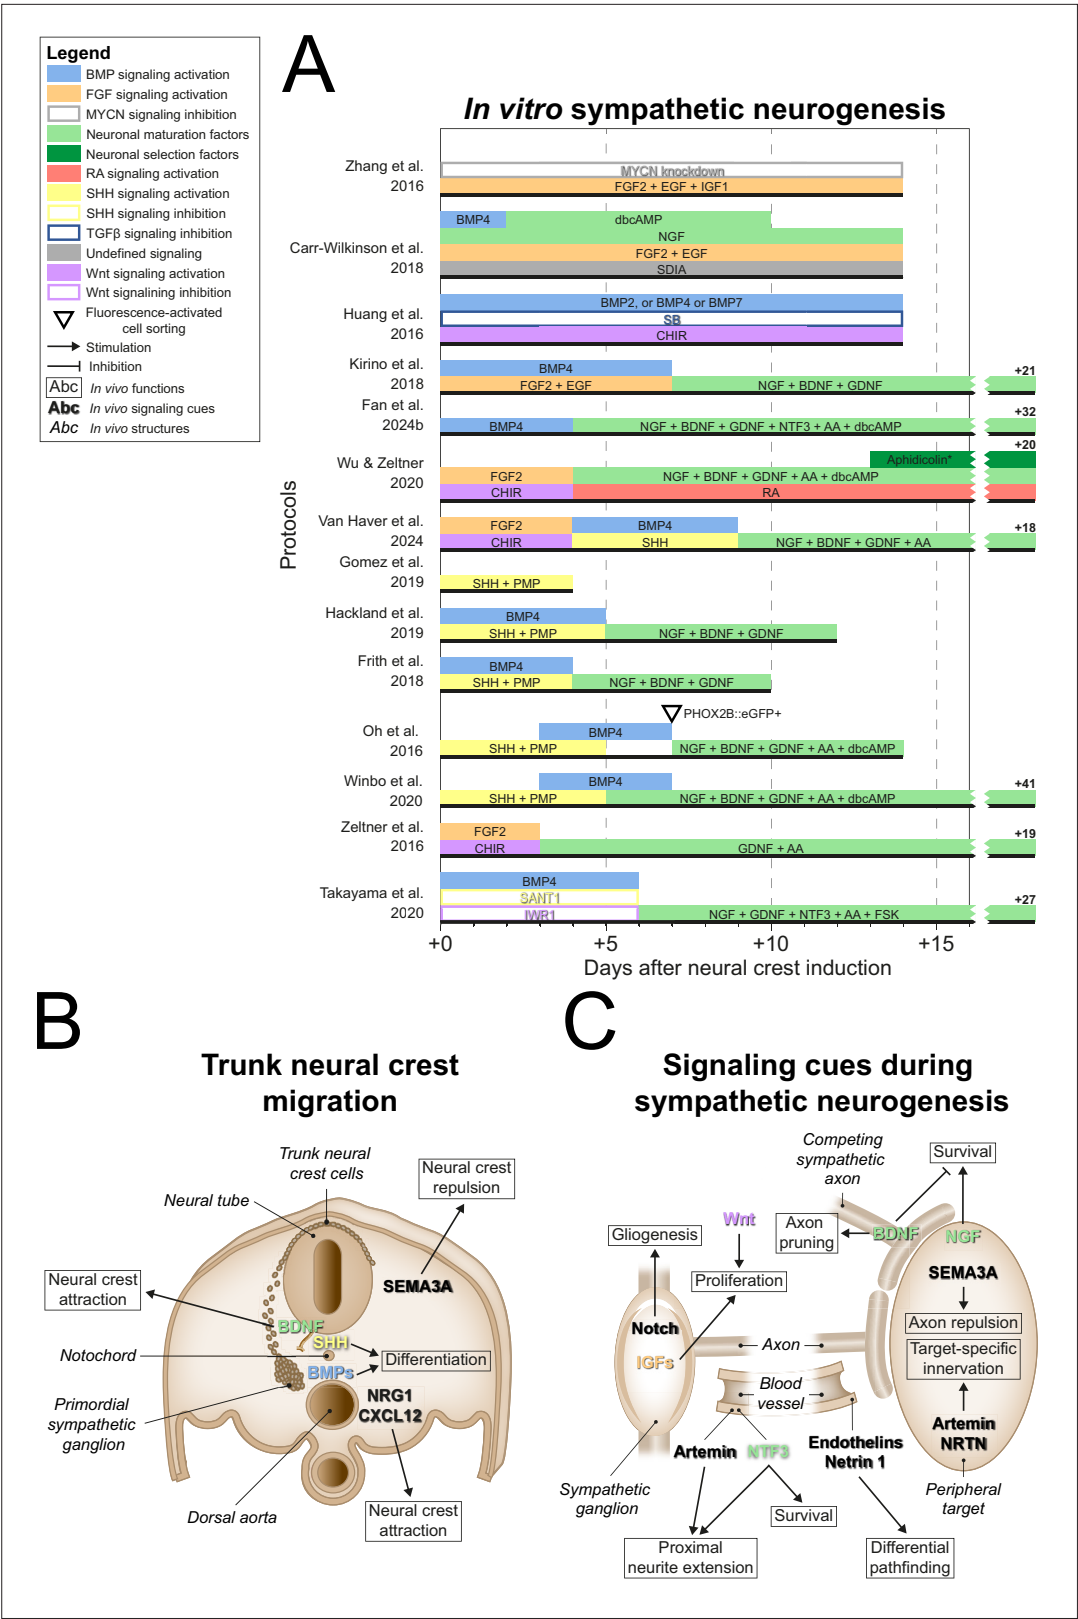 Legend
BMP signaling activation
FGF signaling activation
MYCN signaling inhibition
Neuronal maturation factors
Neuronal selection factors
RA signaling activation
SHH signaling activation
SHH signaling inhibition
TGFβ signaling inhibition
Undefined signaling
Wnt signaling activation
Wnt signalining inhibition
Fluorescence-activated
cell sorting
Stimulation
Inhibition
Abc In vivo functions
Abc In vivo signaling cues
Abc In vivo structures
A
In vitro sympathetic neurogenesis
Protocols
Zhang et al.
2016
MYCN knockdown
FGF2 + EGF + IGF1
Carr-Wilkinson et al.
2018
BMP4
dbcAMP
NGF
FGF2 + EGF
SDIA
Huang et al.
2016
BMP2, or BMP4 or BMP7
SB
CHIR
Kirino et al.
2018
BMP4
FGF2 + EGF
NGF + BDNF + GDNF
+21
Fan et al.
2024b
BMP4
NGF + BDNF + GDNF + NTF3 + AA + dbcAMP
+32
Wu & Zeltner
2020
+20
Aphidicolin*
FGF2
NGF + BDNF + GDNF + AA + dbcAMP
CHIR
RA
Van Haver et al.
2024
FGF2
BMP4
CHIR
SHH
NGF + BDNF + GDNF + AA
+18
Gomez et al.
2019
SHH + PMP
Hackland et al.
2019
BMP4
SHH + PMP
NGF + BDNF + GDNF
Frith et al.
2018
BMP4
SHH + PMP
NGF + BDNF + GDNF
Oh et al.
2016
PHOX2B::eGFP+
BMP4
SHH + PMP
NGF + BDNF + GDNF + AA + dbcAMP
Winbo et al.
2020
BMP4
SHH + PMP
NGF + BDNF + GDNF + AA + dbcAMP
+41
Zeltner et al.
2016
FGF2
CHIR
GDNF + AA
+19
Takayama et al.
2020
BMP4
SANT1
IWR1
NGF + GDNF + NTF3 + AA + FSK
+27
+0 +5 +10 +15
Days after neural crest induction
B
Trunk neural crest
migration
Trunk neural
crest cells
Neural tube
Neural crest
repulsion
SEMA3A
Neural crest
attraction
BDNF
SHH
Notochord
BMPs
Differentiation
Primordial
sympathetic
ganglion
NRG1
CXCL12
Dorsal aorta
Neural crest
attraction
C
Signaling cues during
sympathetic neurogenesis
Competing
sympathetic
axon
Survival
Wnt
Axon
pruning
BDNF
NGF
Gliogenesis
Proliferation
SEMA3A
Axon repulsion
Notch
IGFs
Axon
Target-specific
innervation
Blood
vessel
Artemin
NRTN
Artemin
NTF3
Endothelins
Netrin 1
Sympathetic
ganglion
Survival
Peripheral
target
Proximal
neurite extension
Differential
pathfinding